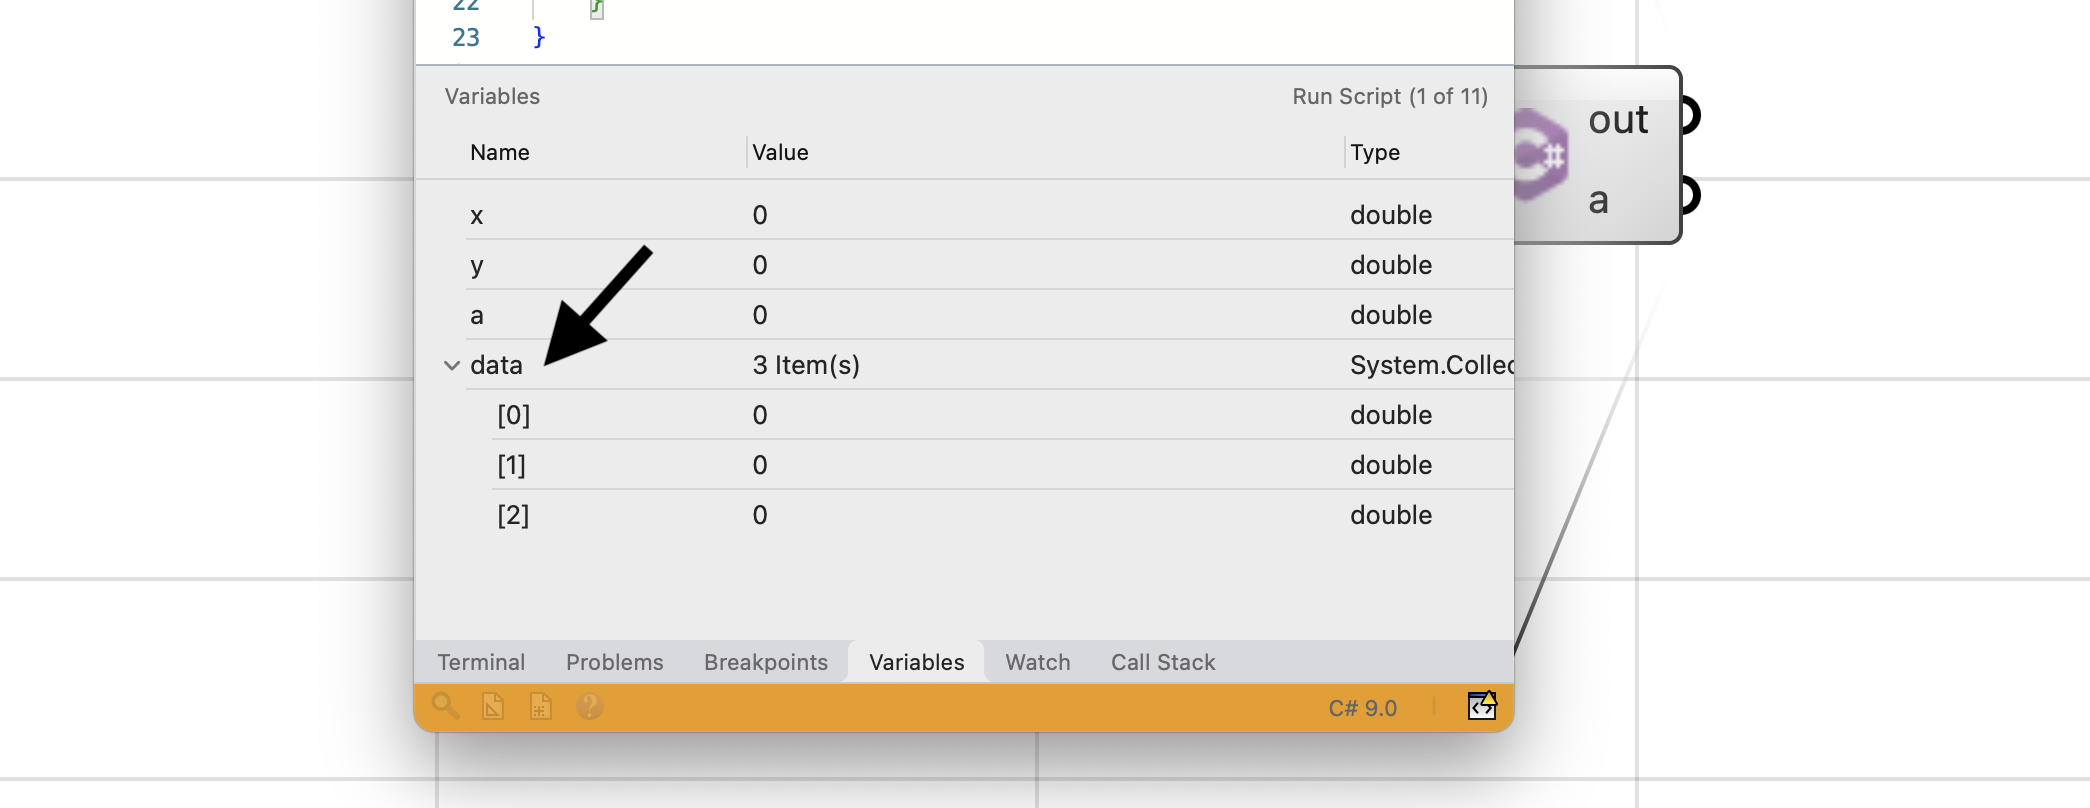 22 }
23 }
Variables Run Script (1 of 11)
Name Value Type
x 0 double
y 0 double
a 0 double
data 3 Item(s) System.Collec
[0] 0 double
[1] 0 double
[2] 0 double
Terminal Problems Breakpoints Variables Watch Call Stack
C# 9.0
C# out
a